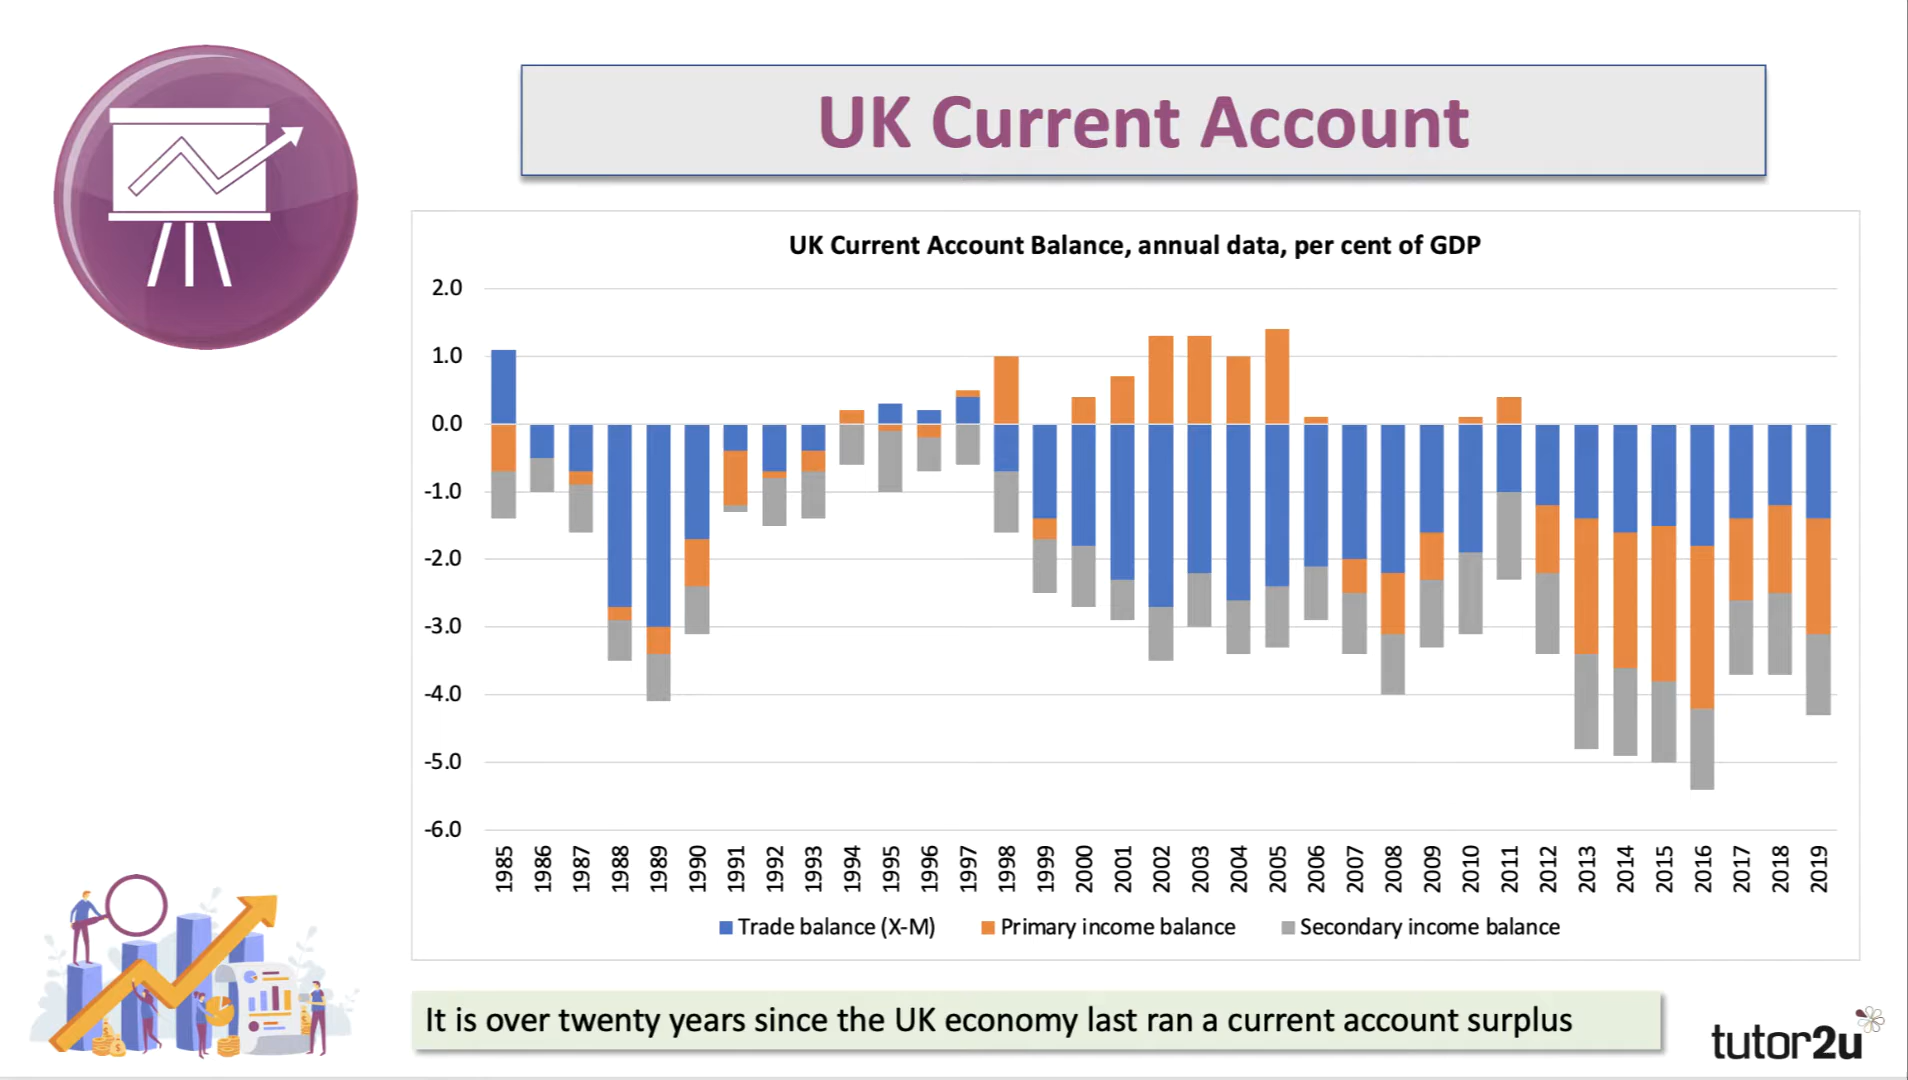 UK Current Account
UK Current Account Balance, annual data, per cent of GDP
2.0
1.0
0.0
-1.0
-2.0
-3.0
-4.0
-5.0
-6.0
1985 1986 1987 1988 1989 1990 1991 1992 1993 1994 1995 1996 1997 1998 1999 2000 2001 2002 2003 2004 2005 2006 2007 2008 2009 2010 2011 2012 2013 2014 2015 2016 2017 2018 2019
Trade balance (X-M) Primary income balance Secondary income balance
It is over twenty years since the UK economy last ran a current account surplus
tutor2u